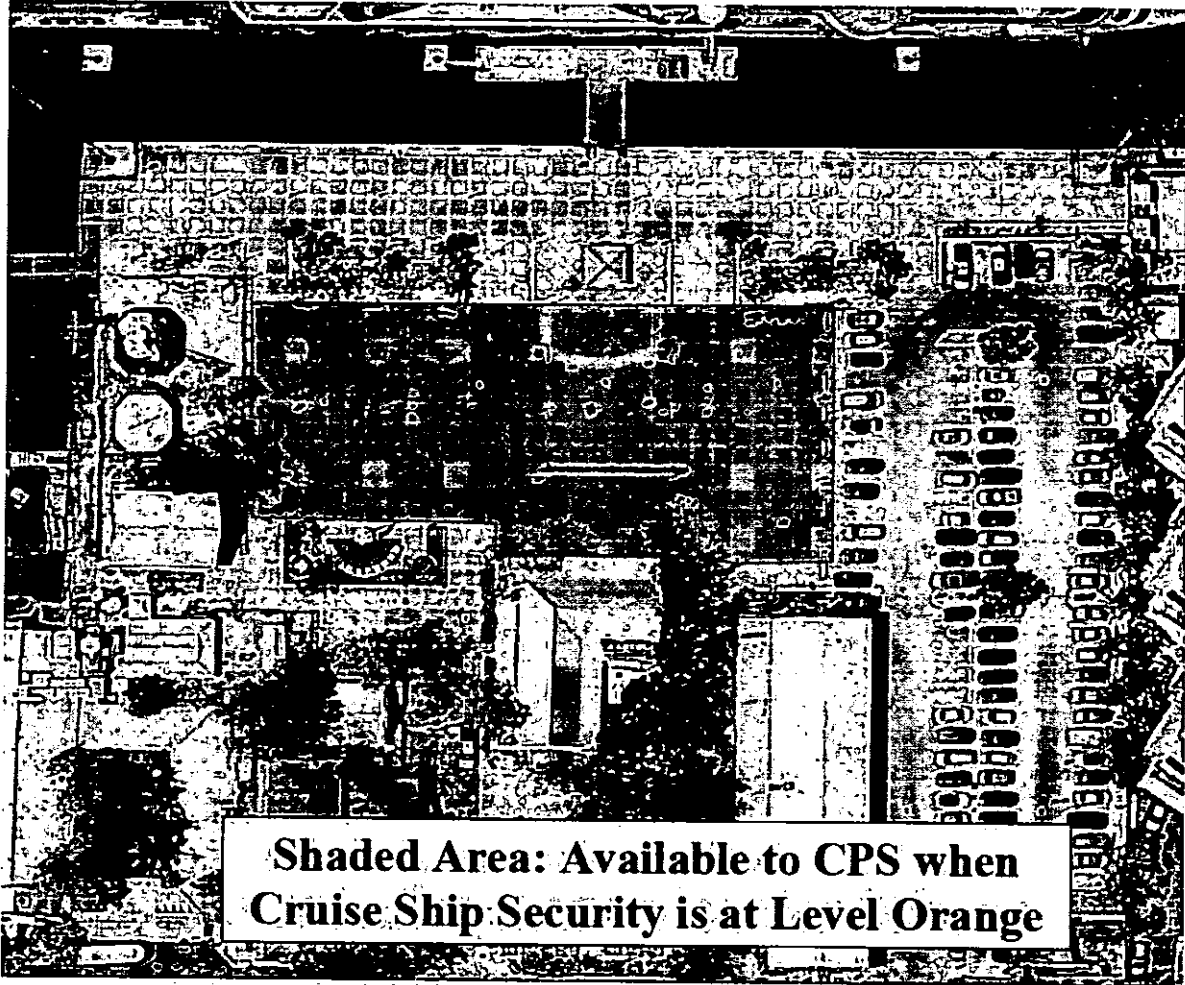 Shaded Area: Available to CPS when
Cruise Ship Security is at Level Orange